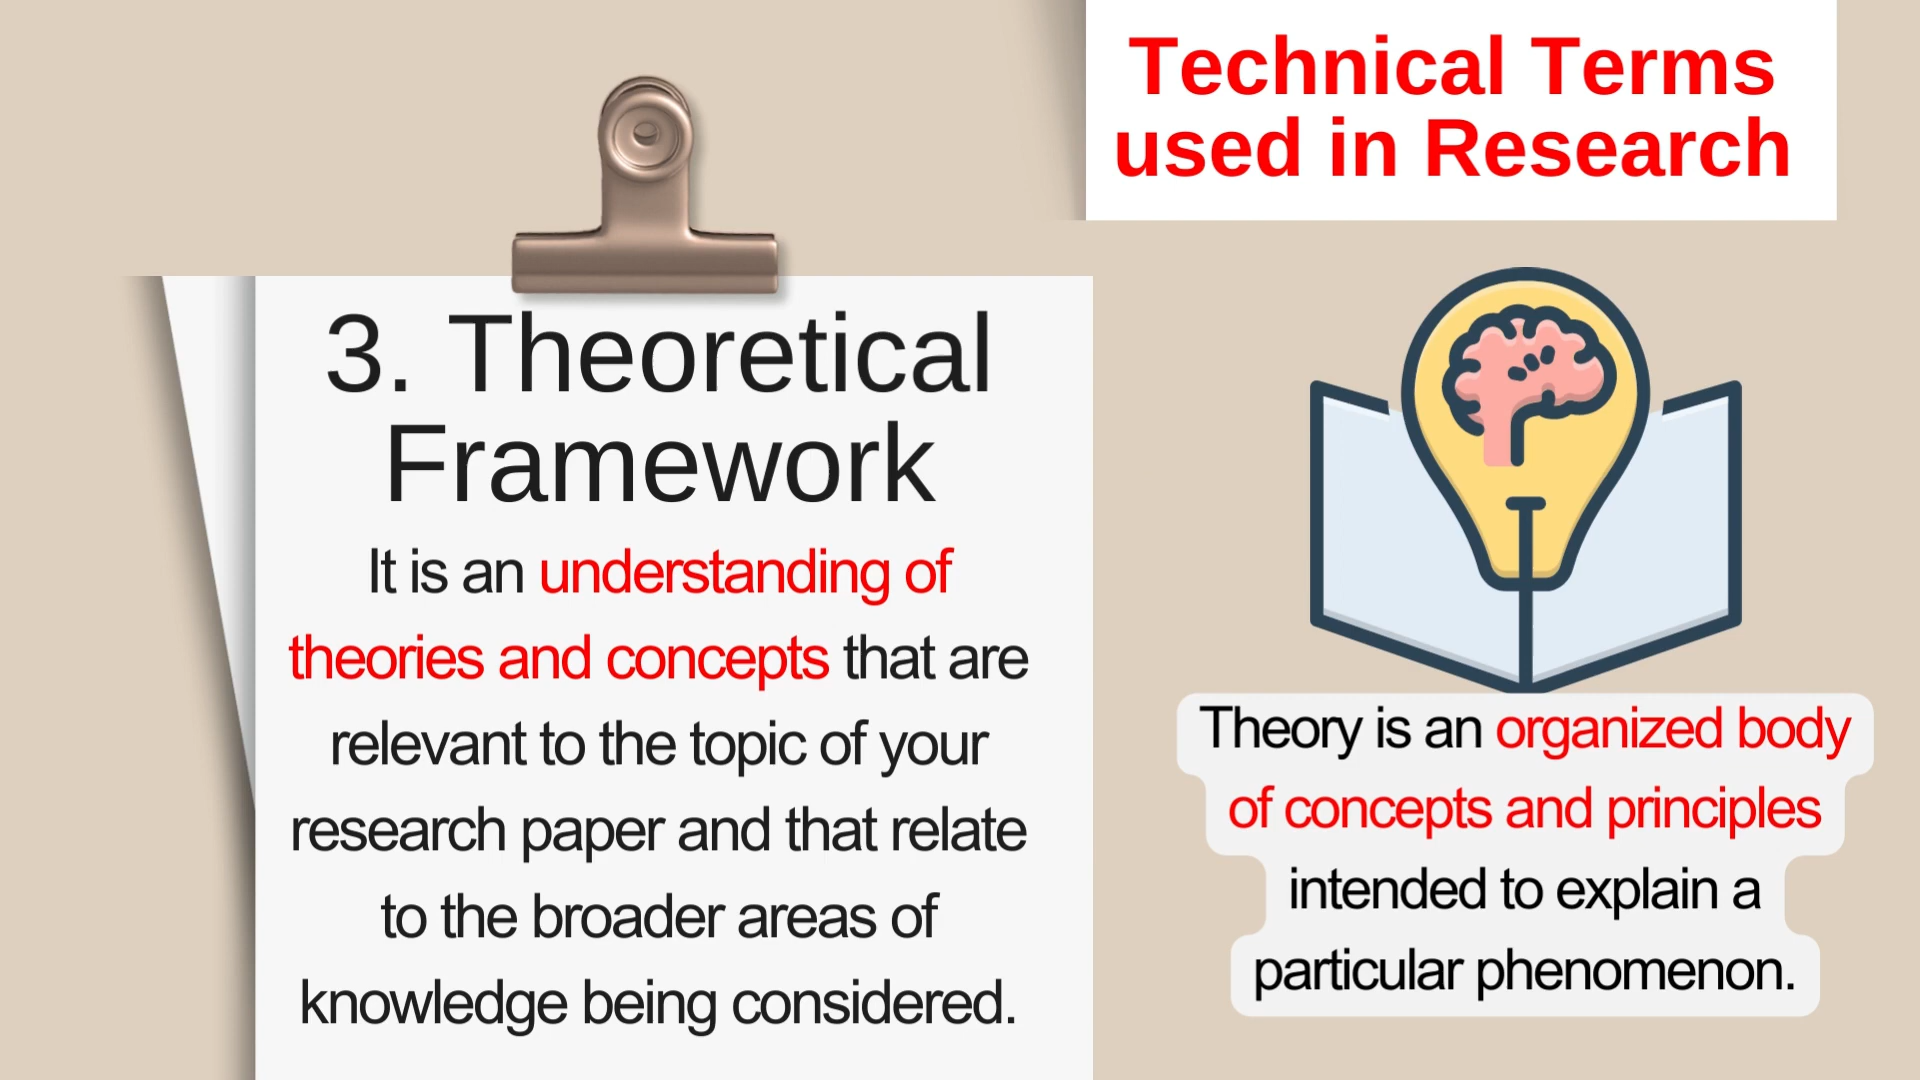 Technical Terms
used in Research
3. Theoretical
Framework
It is an understanding of
theories and concepts that are
relevant to the topic of your
research paper and that relate
to the broader areas of
knowledge being considered.
Theory is an organized body
of concepts and principles
intended to explain a
particular phenomenon.